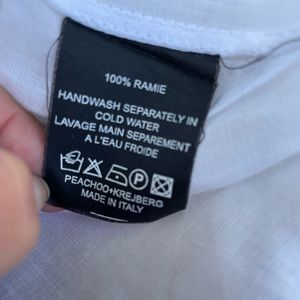 100% RAMIE
HANDWASH SEPARATELY IN
COLD WATER
LAVAGE MAIN SEPAREMENT
A L'EAU FROIDE
P
PEACHOO+KREJBERG
MADE IN ITALY